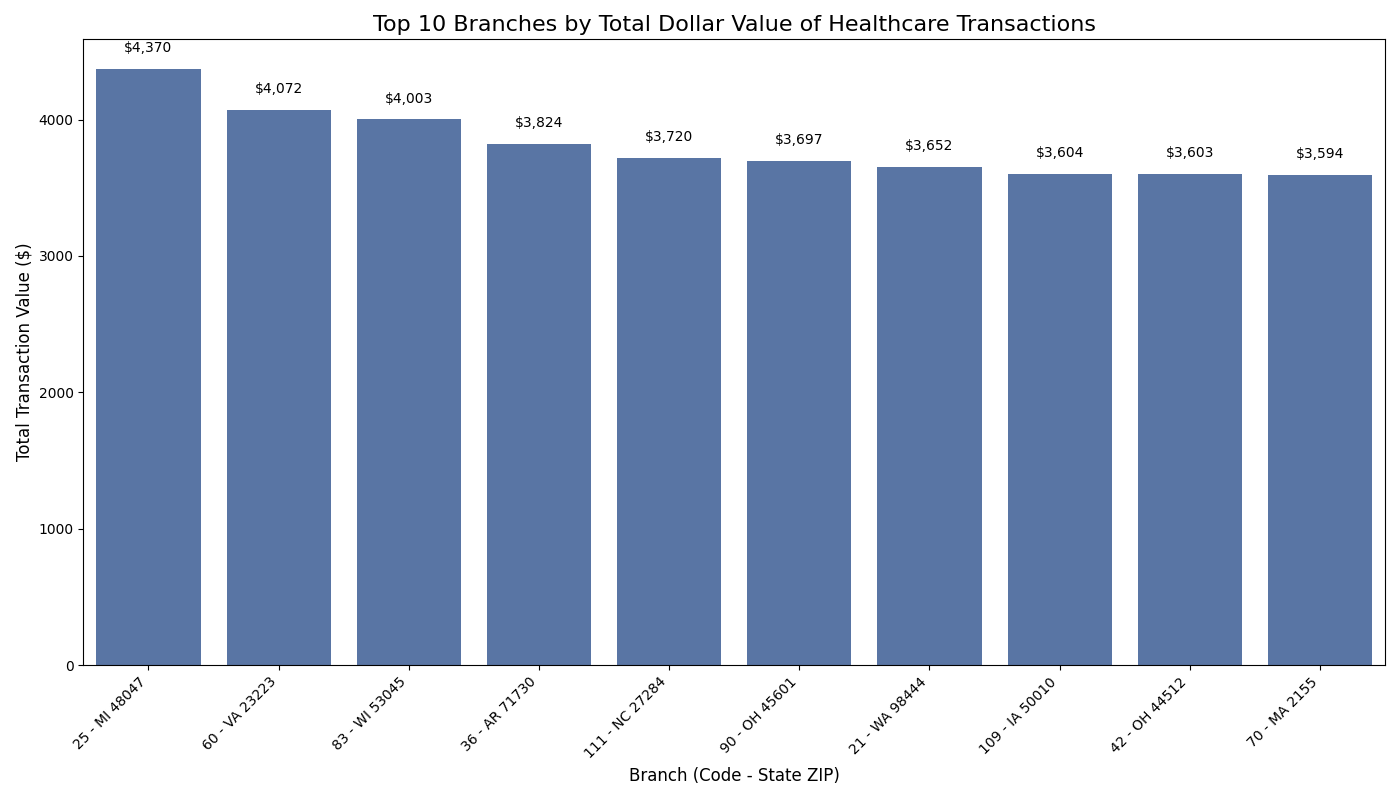 Top 10 Branches by Total Dollar Value of Healthcare Transactions
$4,370
$4,072
$4,003
$3,824
$3,720
$3,697
$3,652
$3,604
$3,603
$3,594
Total Transaction Value ($)
4000
3000
2000
1000
0
25 - MI 48047
60 - VA 23223
83 - WI 53045
36 - AR 71730
111 - NC 27284
90 - OH 45601
21 - WA 98444
109 - IA 50010
42 - OH 44512
70 - MA 2155
Branch (Code - State ZIP)